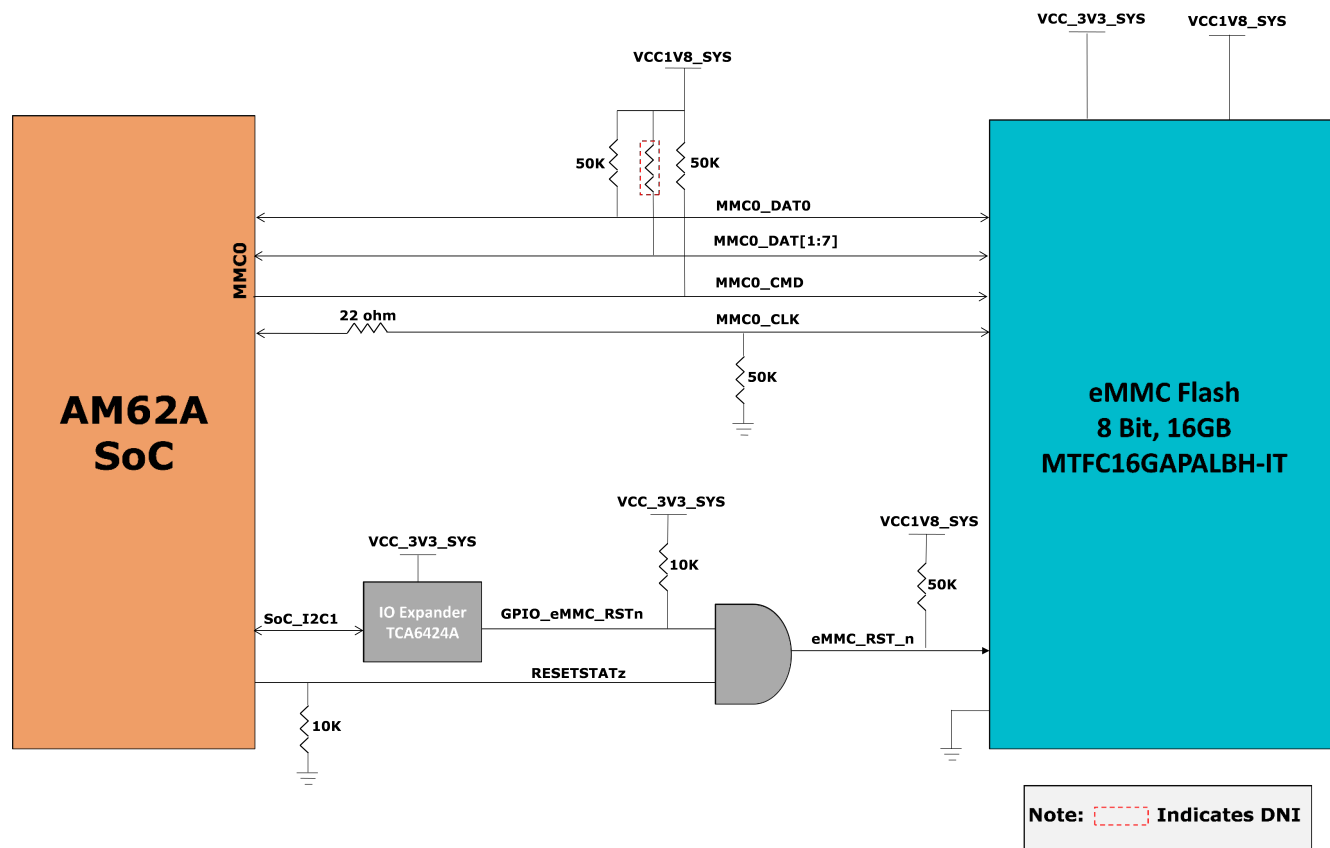 VCC_3V3_SYS
VCC1V8_SYS
VCC1V8_SYS
50K
50K
MMC0_DAT0
MMC0_DAT[1:7]
MMC0
MMC0_CMD
22 ohm
MMC0_CLK
50K
AM62A
SoC
eMMC Flash
8 Bit, 16GB
MTFC16GAPALBH-IT
VCC_3V3_SYS
VCC1V8_SYS
VCC_3V3_SYS
10K
50K
IO Expander
TCA6424A
SoC_I2C1
GPIO_eMMC_RSTn
eMMC_RST_n
RESETSTATz
10K
Note: Indicates DNI